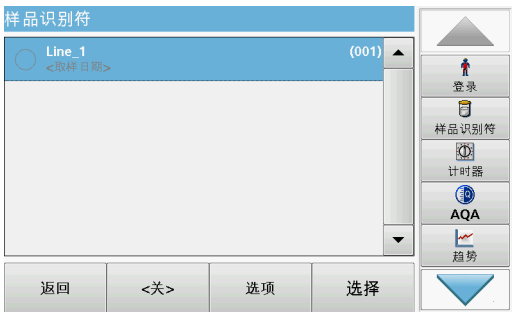 样品识别符
Line_1 (001)
<取样日期>
登录
样品识别符
计时器
AQA
趋势
返回 <关> 选项 选择